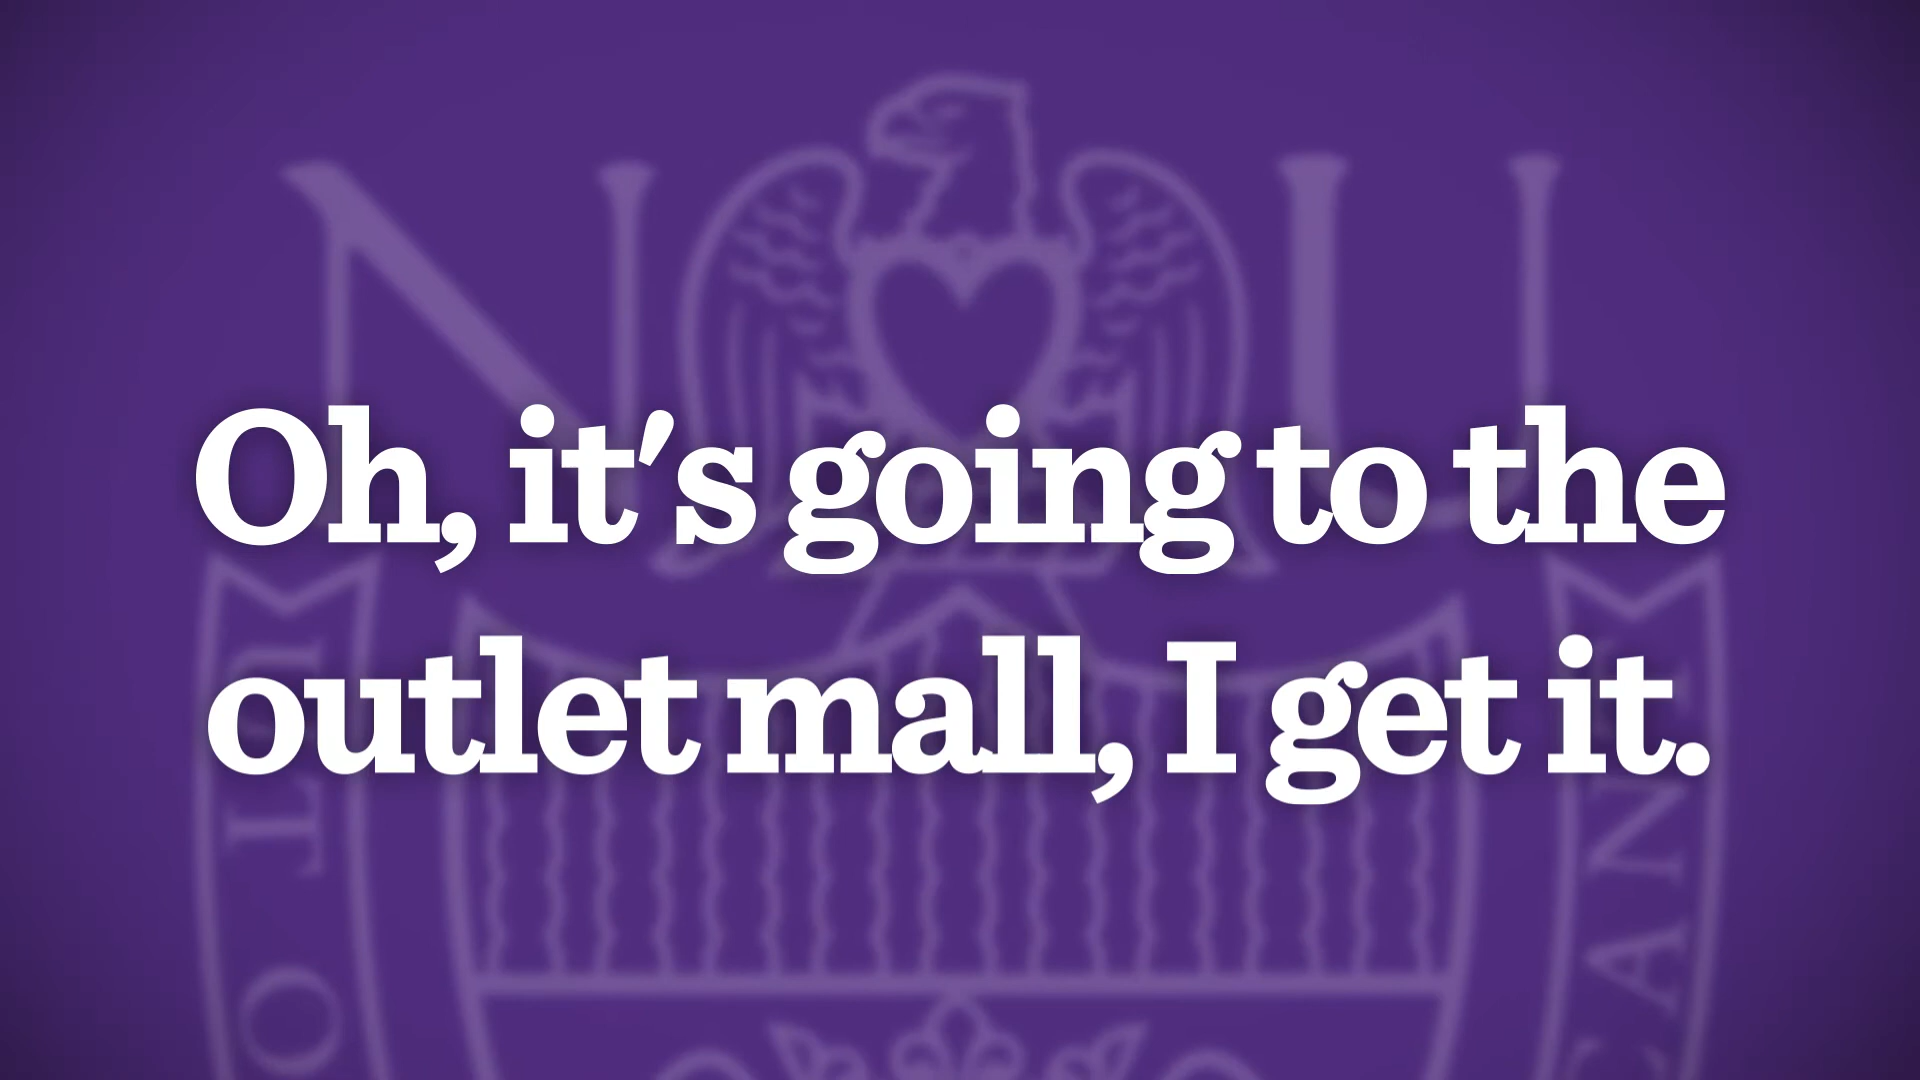 N U
Oh, it's going to the
outlet mall, I get it.